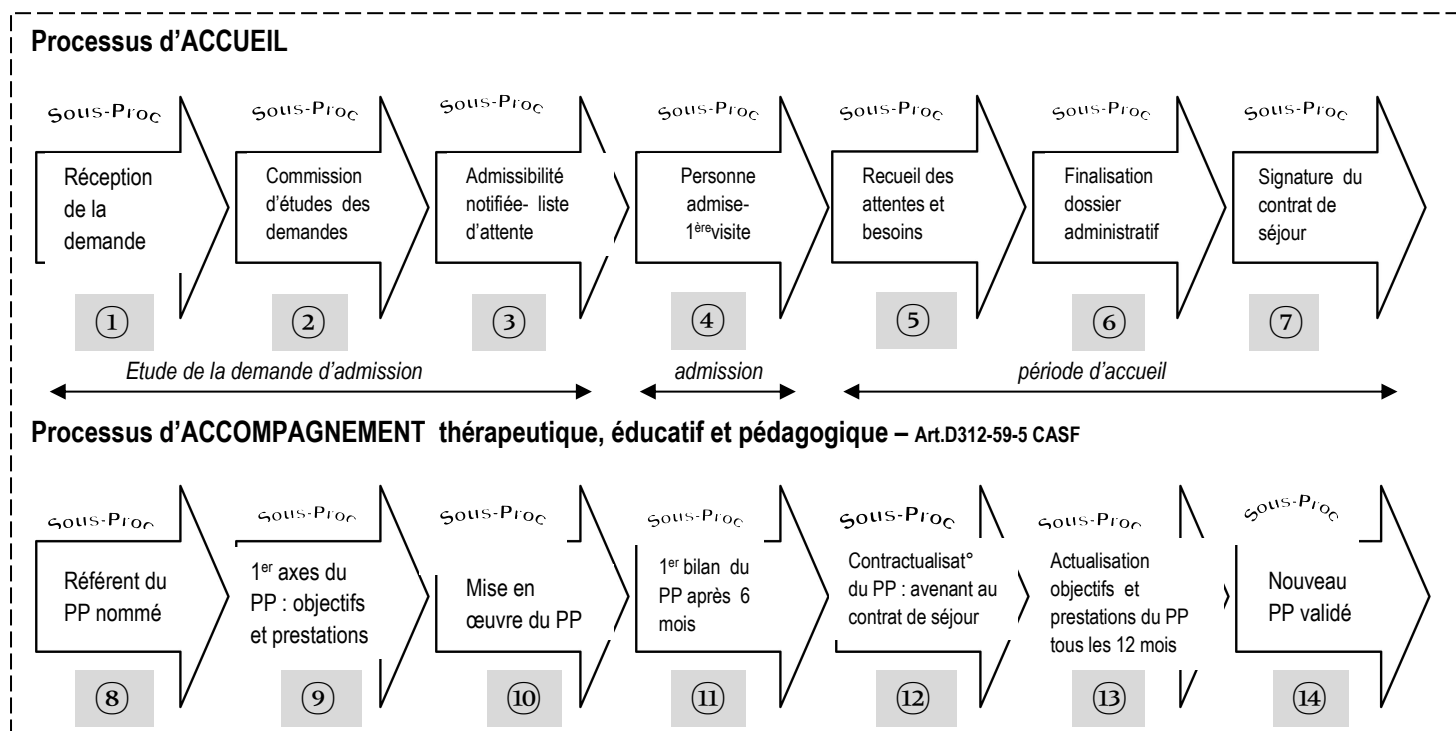 Processus d'ACCUEIL
Sous-Proc
Sous-Proc
Sous-Proc
Sous-Proc
Sous-Proc
Sous-Proc
Sous-Proc
Réception
de la
demande
Commission
d'études des
demandes
Admissibilité
notifiée- liste
d'attente
Personne
admise-
1ère visite
Recueil des
attentes et
besoins
Finalisation
dossier
administratif
Signature du
contrat de
séjour
①
②
③
④
⑤
⑥
⑦
Etude de la demande d'admission
admission
période d'accueil
Processus d'ACCOMPAGNEMENT thérapeutique, éducatif et pédagogique – Art.D312-59-5 CASF
Sous-Proc
Sous-Proc
Sous-Proc
Sous-Proc
Sous-Proc
Sous-Proc
Sous-Proc
Référent du
PP nommé
1er axes du
PP : objectifs
et prestations
Mise en
œuvre du PP
1er bilan du
PP après 6
mois
Contractualisat°
du PP : avenant au
contrat de séjour
Actualisation
objectifs et
prestations du PP
tous les 12 mois
Nouveau
PP validé
⑧
⑨
⑩
⑪
⑫
⑬
⑭